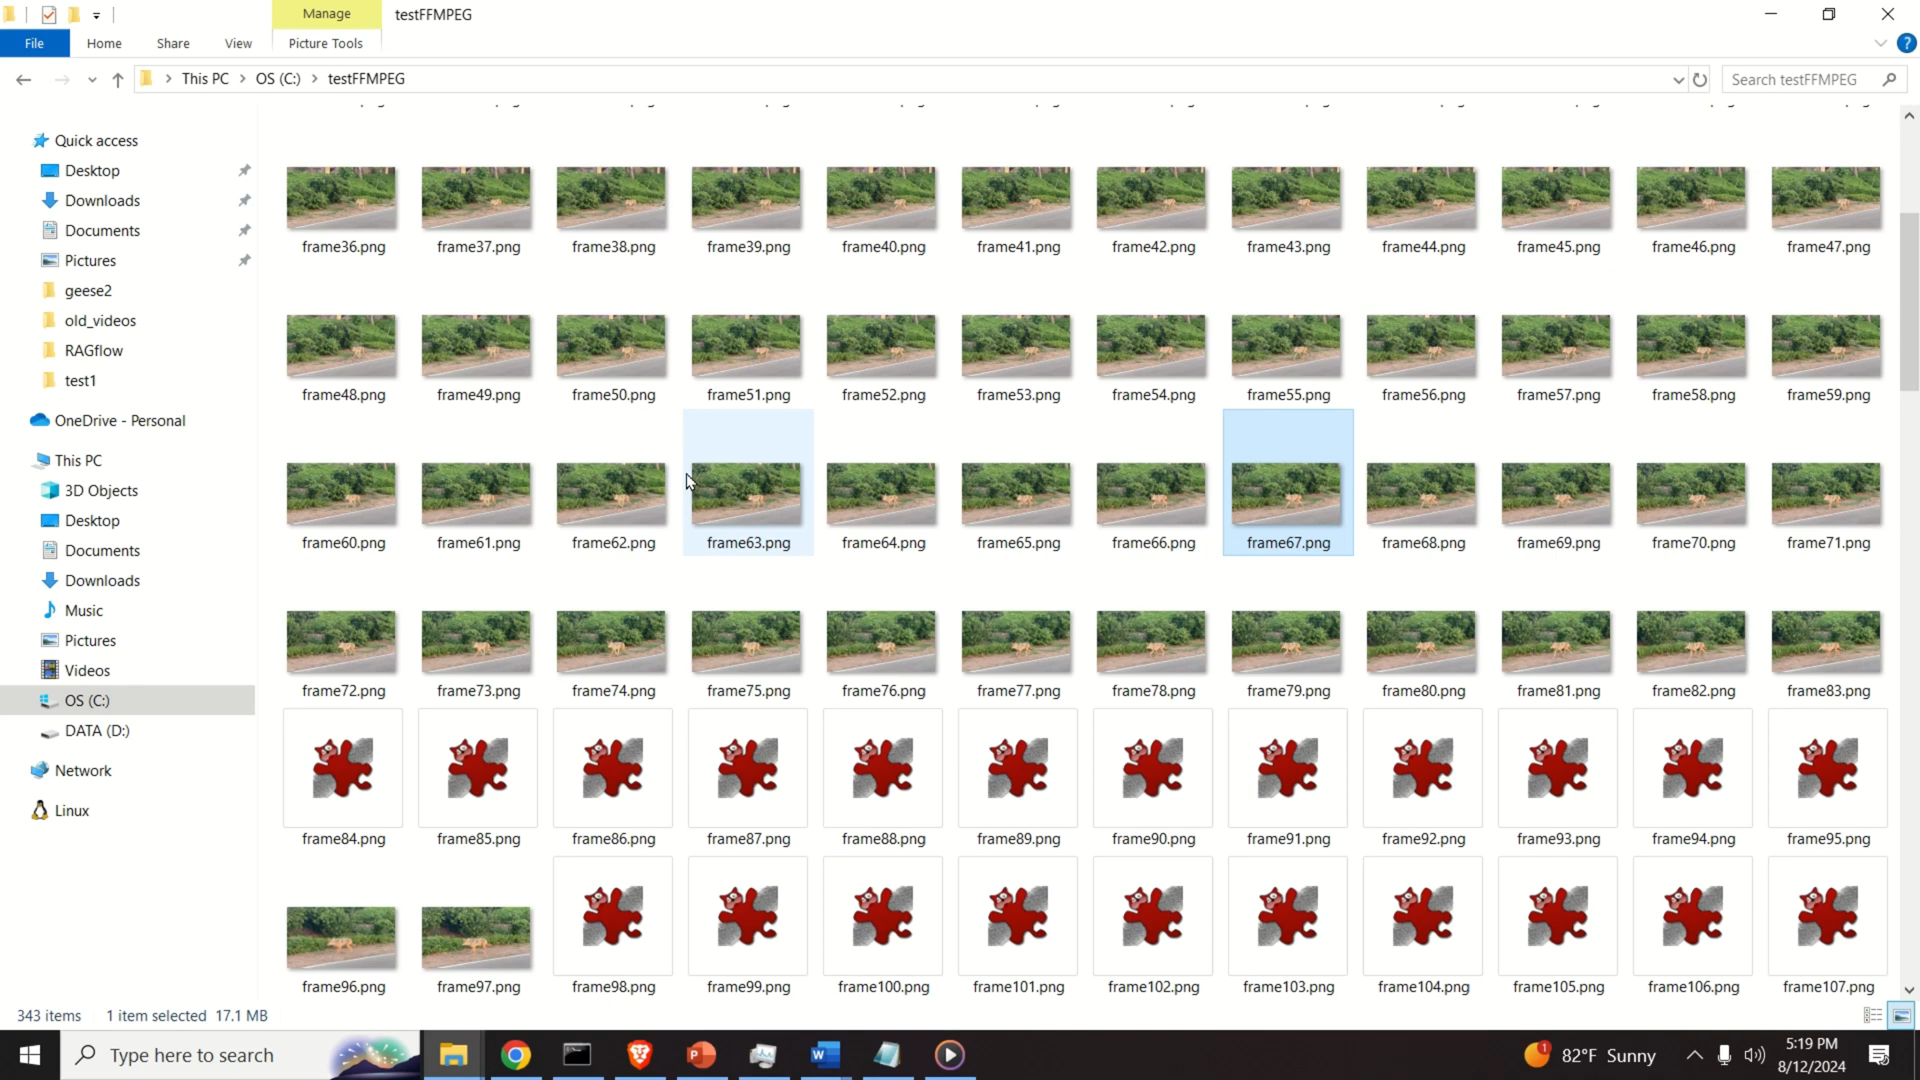 Manage
testFFMPEG
File
Home
Share
View
Picture Tools
This PC
OS (C:)
testFFMPEG
Search testFFMPEG
Quick access
Desktop
Downloads
Documents
Pictures
geese2
old_videos
RAGflow
test1
OneDrive - Personal
This PC
3D Objects
Desktop
Documents
Downloads
Music
Pictures
Videos
OS (C:)
DATA (D:)
Network
Linux
frame36.png frame37.png frame38.png frame39.png frame40.png frame41.png frame42.png frame43.png frame44.png frame45.png frame46.png frame47.png
frame48.png frame49.png frame50.png frame51.png frame52.png frame53.png frame54.png frame55.png frame56.png frame57.png frame58.png frame59.png
frame60.png frame61.png frame62.png frame63.png frame64.png frame65.png frame66.png frame67.png frame68.png frame69.png frame70.png frame71.png
frame72.png frame73.png frame74.png frame75.png frame76.png frame77.png frame78.png frame79.png frame80.png frame81.png frame82.png frame83.png
frame84.png frame85.png frame86.png frame87.png frame88.png frame89.png frame90.png frame91.png frame92.png frame93.png frame94.png frame95.png
frame96.png frame97.png frame98.png frame99.png frame100.png frame101.png frame102.png frame103.png frame104.png frame105.png frame106.png frame107.png
343 items 1 item selected 17.1 MB
Type here to search
1
82°F Sunny
5:19 PM
8/12/2024